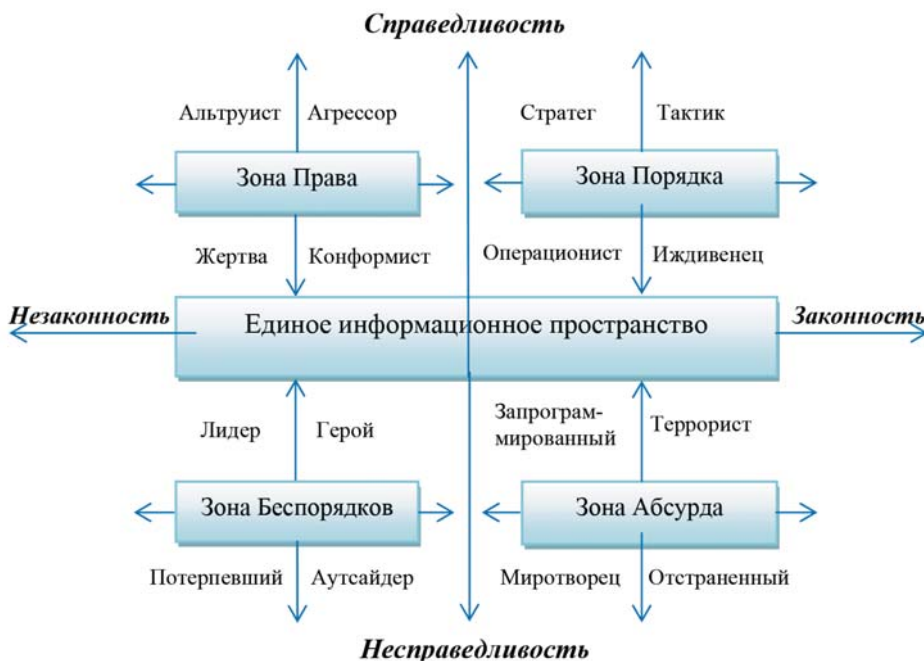 Справедливость
Альтруист Агрессор Стратег Тактик
Зона Права Зона Порядка
Жертва Конформист Операционист Иждивенец
Незаконность Единое информационное пространство Законность
Лидер Герой Запрограм-
мированный Террорист
Зона Беспорядков Зона Абсурда
Потерпевший Аутсайдер Миротворец Отстраненный
Несправедливость